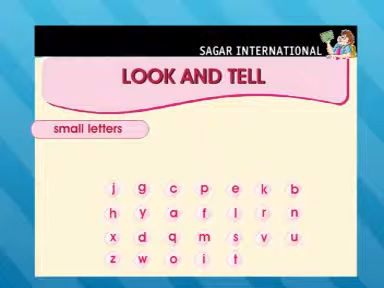 SAGAR INTERNATIONAL
LOOK AND TELL
small letters
j g c p e k b
h y a f l r n
x d q m s v u
z w o i t